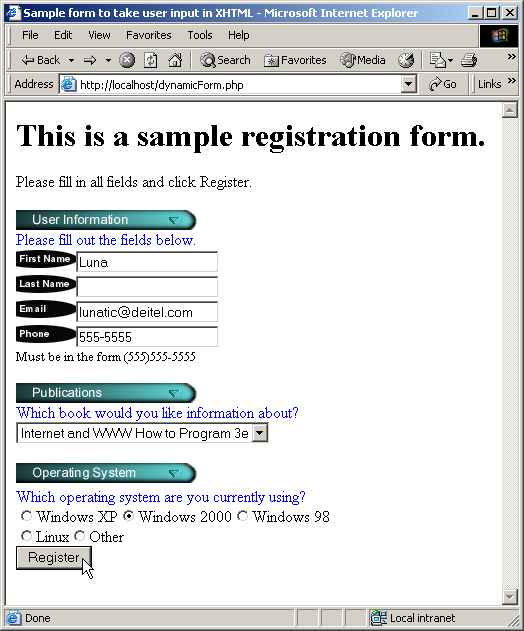 Sample form to take user input in XHTML - Microsoft Internet Explorer
File Edit View Favorites Tools Help
Back Search Favorites Media »
Address http://localhost/dynamicForm.php Go Links »
This is a sample registration form.
Please fill in all fields and click Register.
User Information
Please fill out the fields below.
First Name Luna
Last Name
Email lunatic@deitel.com
Phone 555-5555
Must be in the form (555)555-5555
Publications
Which book would you like information about?
Internet and WWW How to Program 3e
Operating System
Which operating system are you currently using?
Windows XP Windows 2000 Windows 98
Linux Other
Register
Done Local intranet